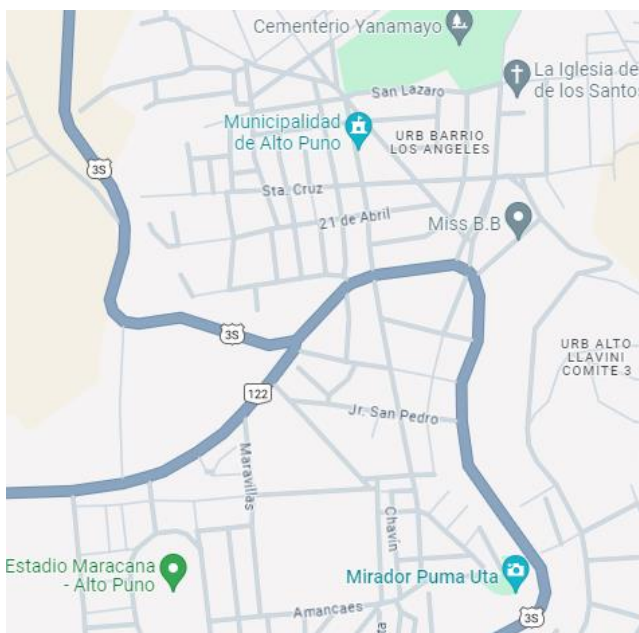 Cementerio Yanamayo
La Iglesia de
de los Santos
San Lazaro
Municipalidad
de Alto Puno
URB BARRIO
LOS ANGELES
3S
Sta. Cruz
21 de Abril
Miss B.B
3S
URB ALTO
LLAVINI
COMITE 3
122
Jr. San Pedro
Maravillas
Chavín
Estadio Maracana
- Alto Puno
Mirador Puma Uta
Amancaes
3S